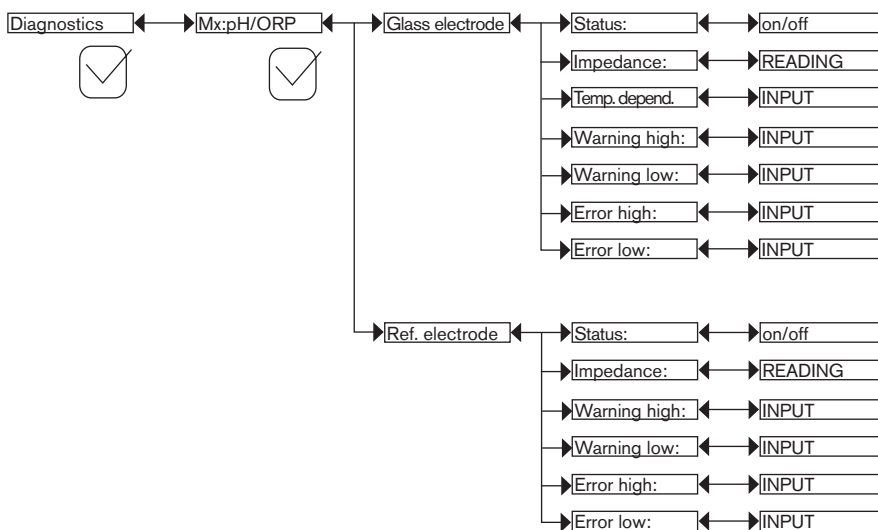 Diagnostics Mx:pH/ORP Glass electrode Status: on/off
Impedance: READING
Temp. depend. INPUT
Warning high: INPUT
Warning low: INPUT
Error high: INPUT
Error low: INPUT
Ref. electrode Status: on/off
Impedance: READING
Warning high: INPUT
Warning low: INPUT
Error high: INPUT
Error low: INPUT